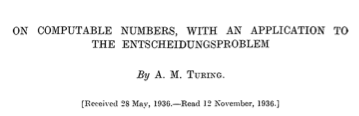 ON COMPUTABLE NUMBERS, WITH AN APPLICATION TO
THE ENTSCHEIDUNGSPROBLEM
By A. M. TURING.
[Received 28 May, 1936.—Read 12 November, 1936.]